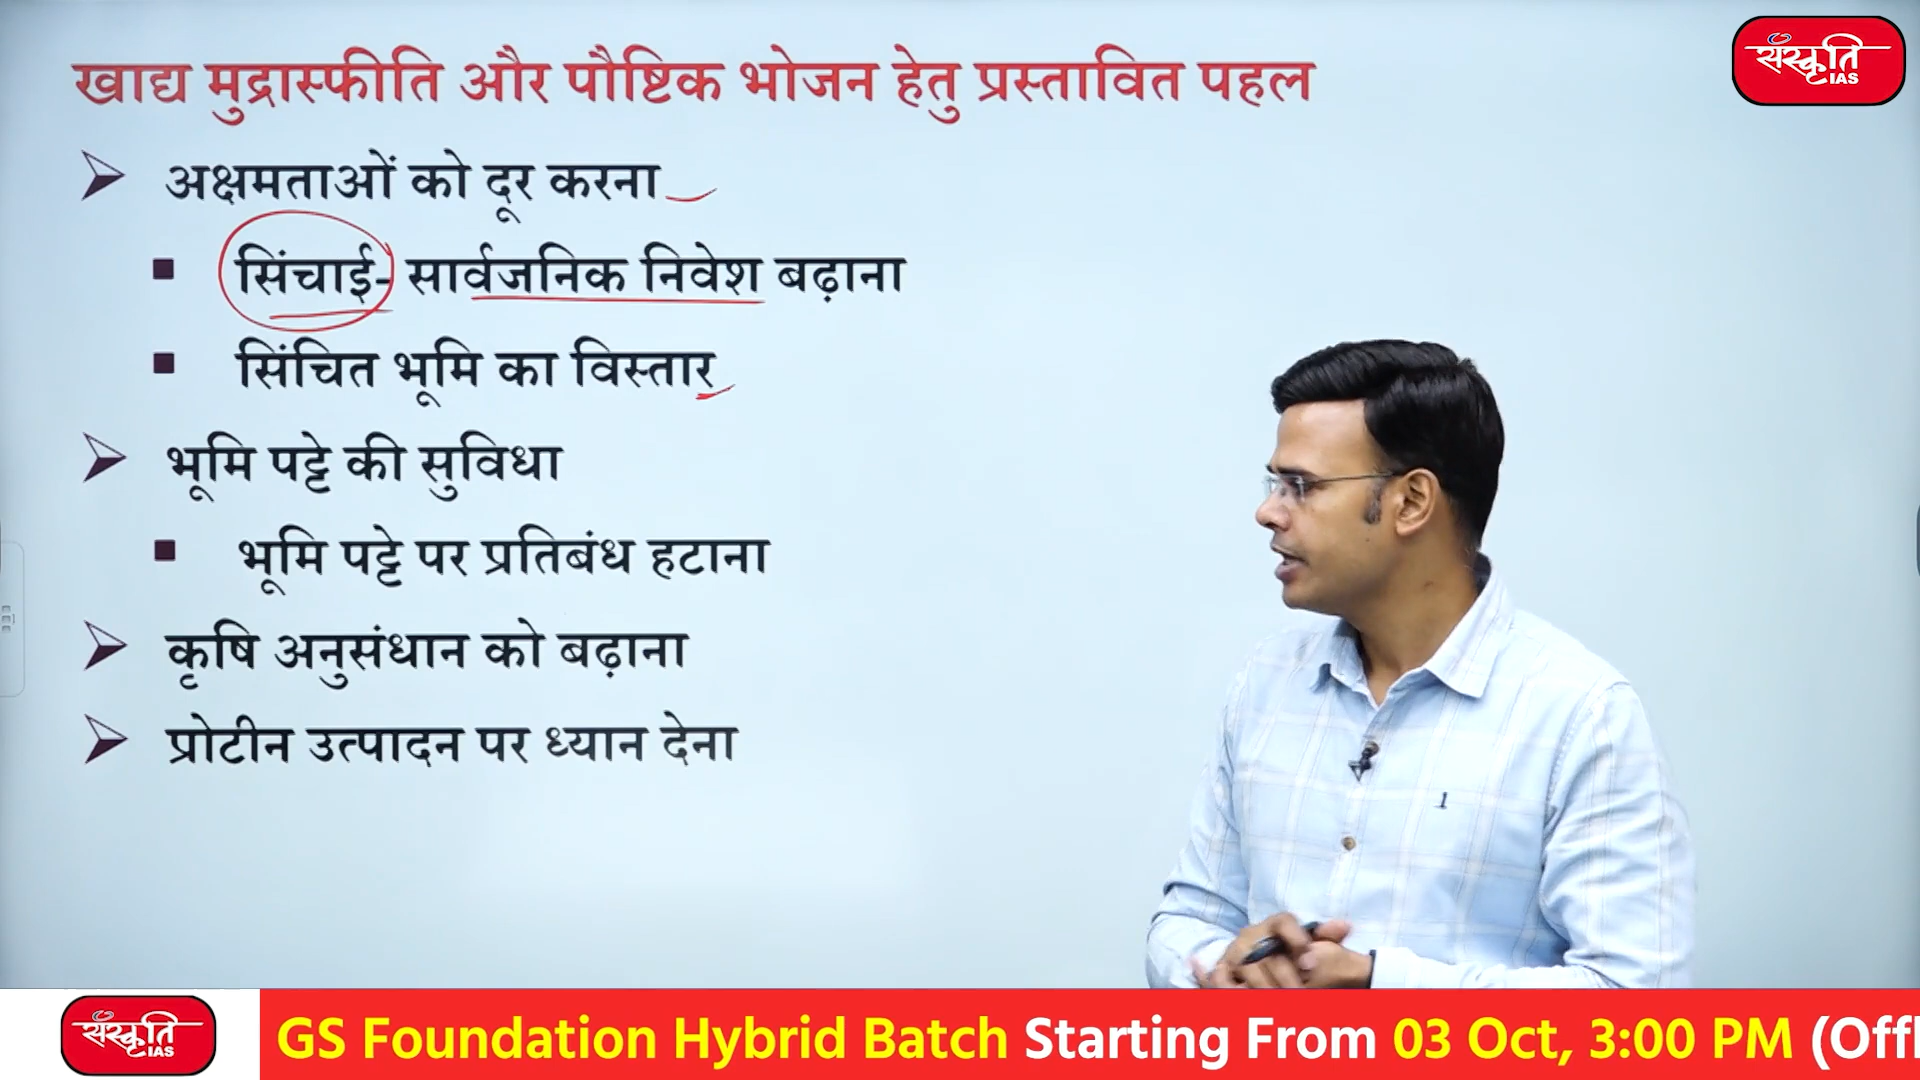 खाद्य मुद्रास्फीति और पौष्टिक भोजन हेतु प्रस्तावित पहल
संस्कृति
IAS
अक्षमताओं को दूर करना
सिंचाई- सार्वजनिक निवेश बढ़ाना
सिंचित भूमि का विस्तार
भूमि पट्टे की सुविधा
भूमि पट्टे पर प्रतिबंध हटाना
कृषि अनुसंधान को बढ़ाना
प्रोटीन उत्पादन पर ध्यान देना
संस्कृति
IAS
GS Foundation Hybrid Batch Starting From 03 Oct, 3:00 PM (Offl